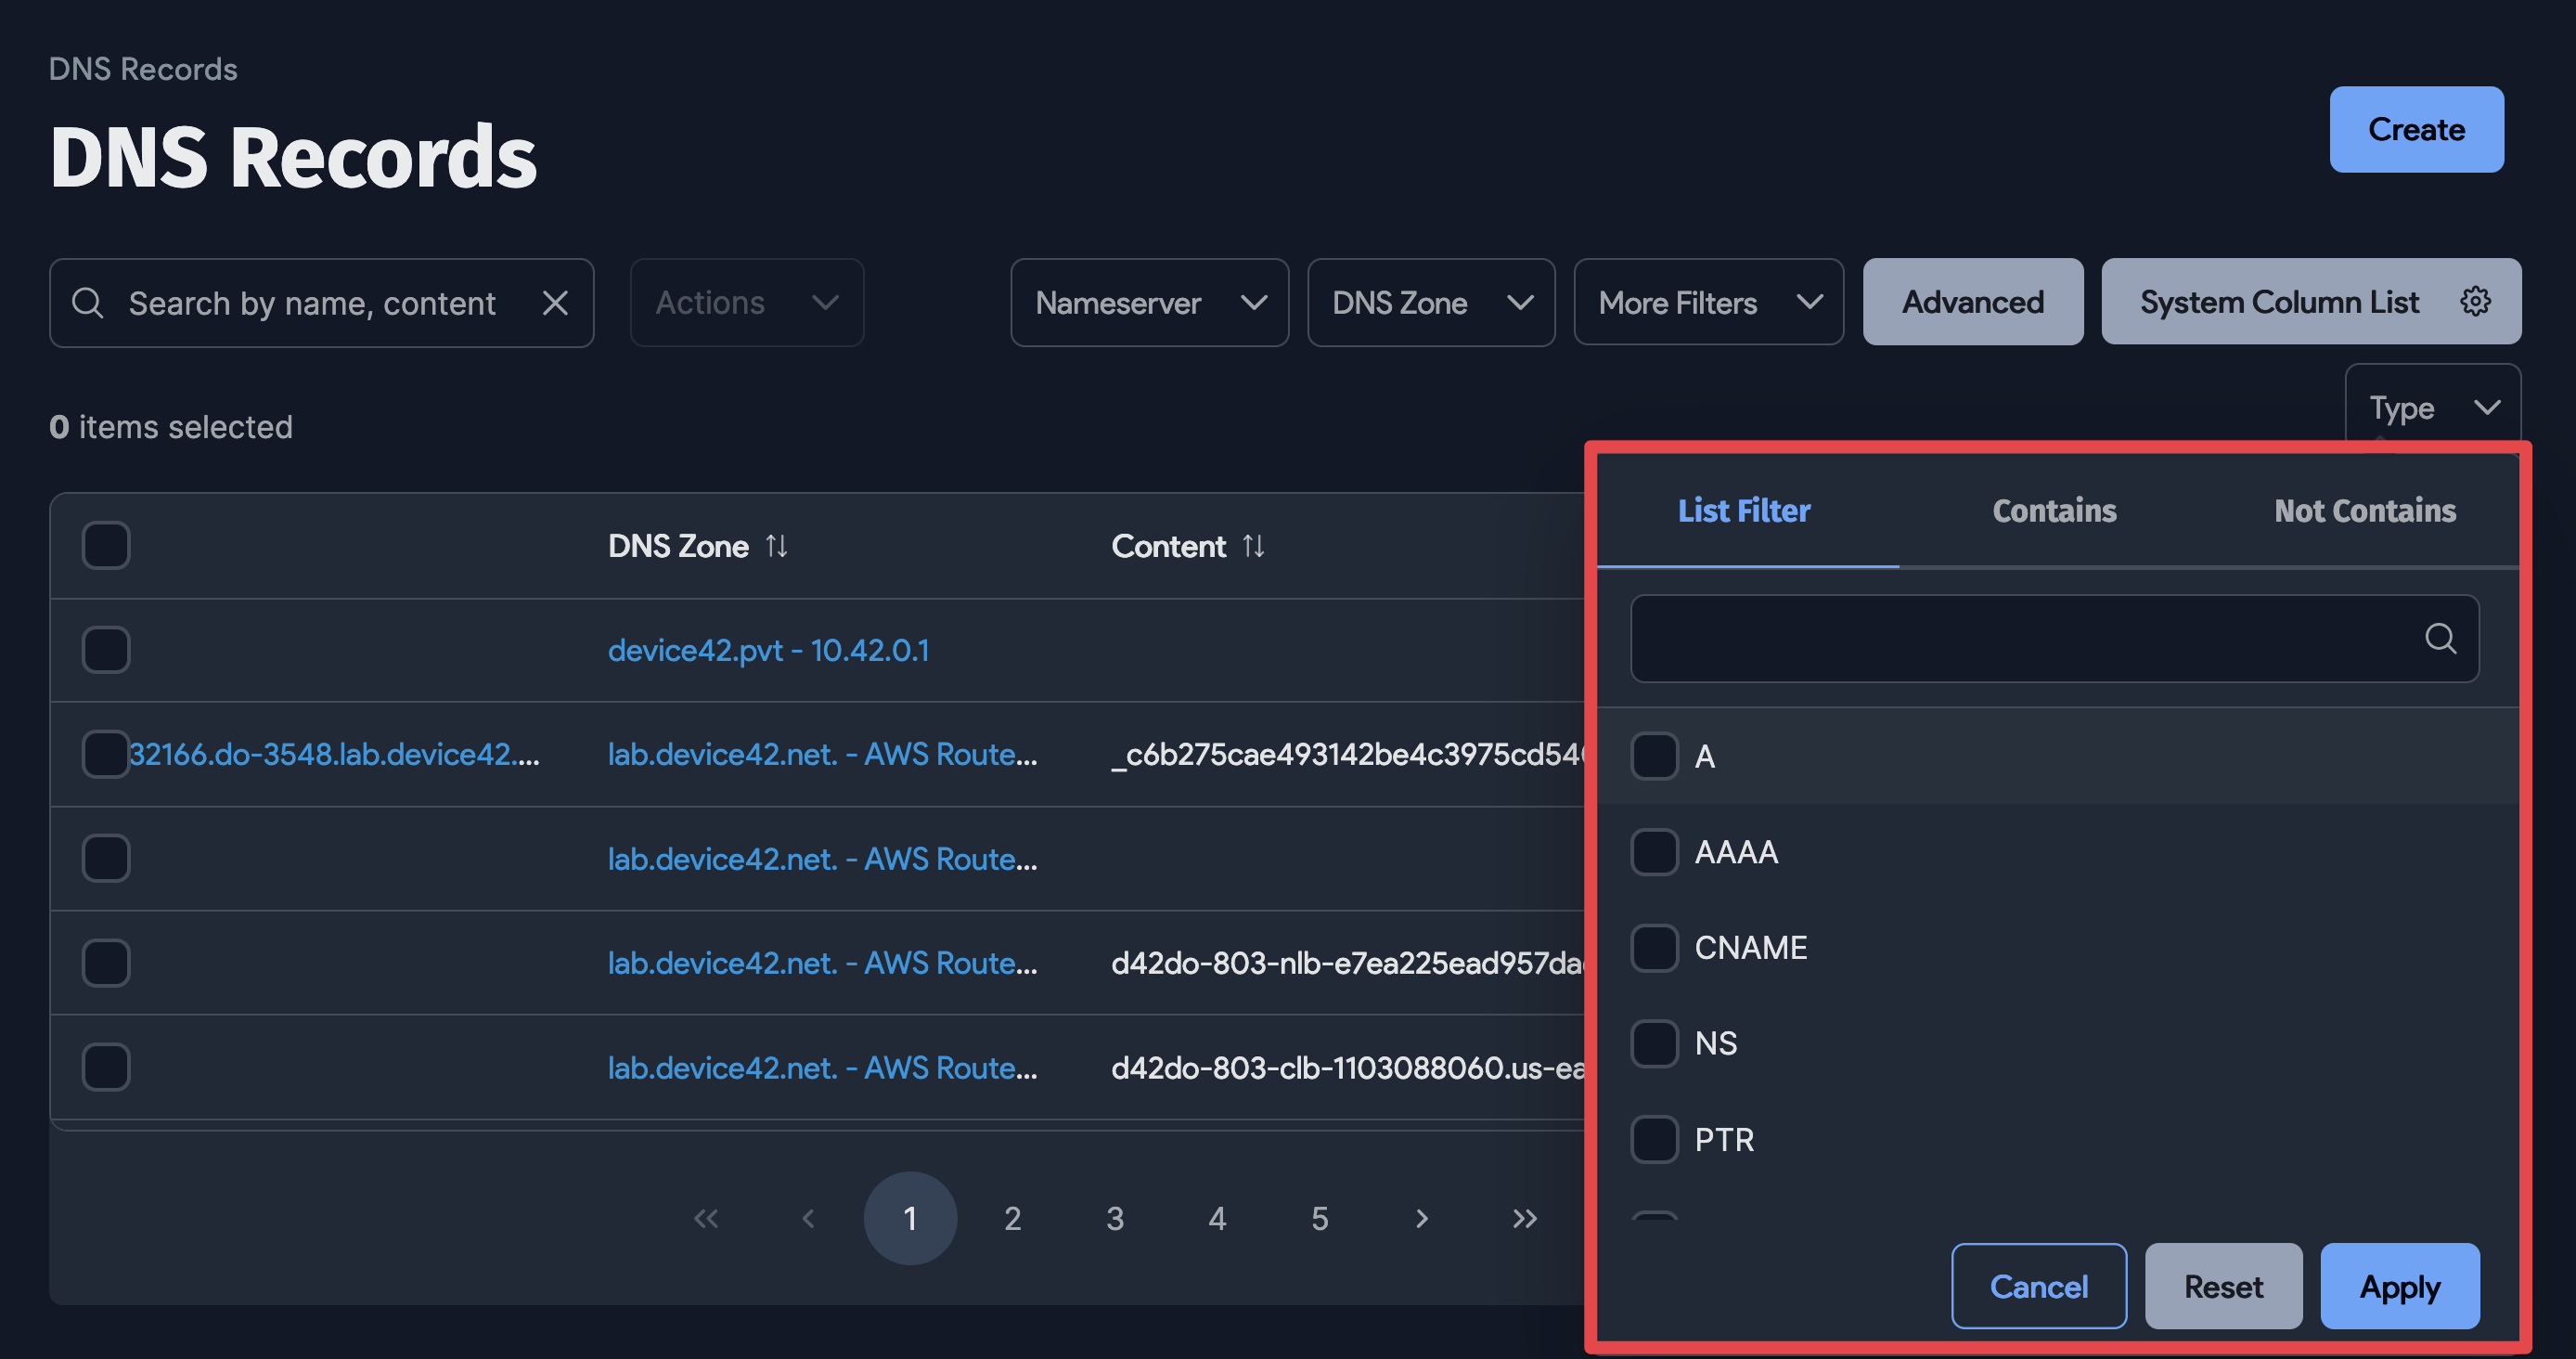 DNS Records
DNS Records
Create
Search by name, content
Actions
Nameserver
DNS Zone
More Filters
Advanced
System Column List
0 items selected
Type
DNS Zone
Content
device42.pvt - 10.42.0.1
32166.do-3548.lab.device42....
lab.device42.net. - AWS Route...
_c6b275cae493142be4c3975cd54
lab.device42.net. - AWS Route...
lab.device42.net. - AWS Route...
d42do-803-nlb-e7ea225ead957da
lab.device42.net. - AWS Route...
d42do-803-clb-1103088060.us-ea
1
2
3
4
5
List Filter
Contains
Not Contains
A
AAAA
CNAME
NS
PTR
Cancel
Reset
Apply